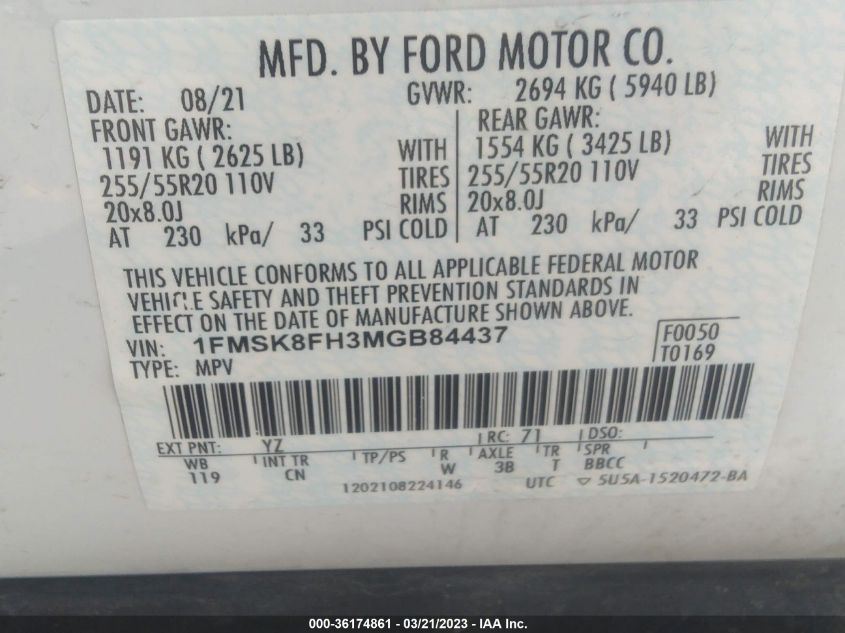 MFD. BY FORD MOTOR CO.
DATE: 08/21 GVWR: 2694 KG ( 5940 LB)
FRONT GAWR: REAR GAWR:
1191 KG ( 2625 LB) WITH 1554 KG ( 3425 LB) WITH
255/55R20 110V TIRES 255/55R20 110V TIRES
20x8.0J RIMS 20x8.0J RIMS
AT 230 kPa/ 33 PSI COLD AT 230 kPa/ 33 PSI COLD
THIS VEHICLE CONFORMS TO ALL APPLICABLE FEDERAL MOTOR
VEHICLE SAFETY AND THEFT PREVENTION STANDARDS IN
EFFECT ON THE DATE OF MANUFACTURE SHOWN ABOVE.
VIN: 1FMSK8FH3MGB84437 F0050
TYPE: MPV T0169
EXT PNT: YZ RC: 71 DSO:
WB INT TR TP/PS R AXLE TR SPR
119 CN W 3B T BBCC
1202108224146 UTC ▽ 5U5A-1520472-BA
000-36174861 - 03/21/2023 - IAA Inc.